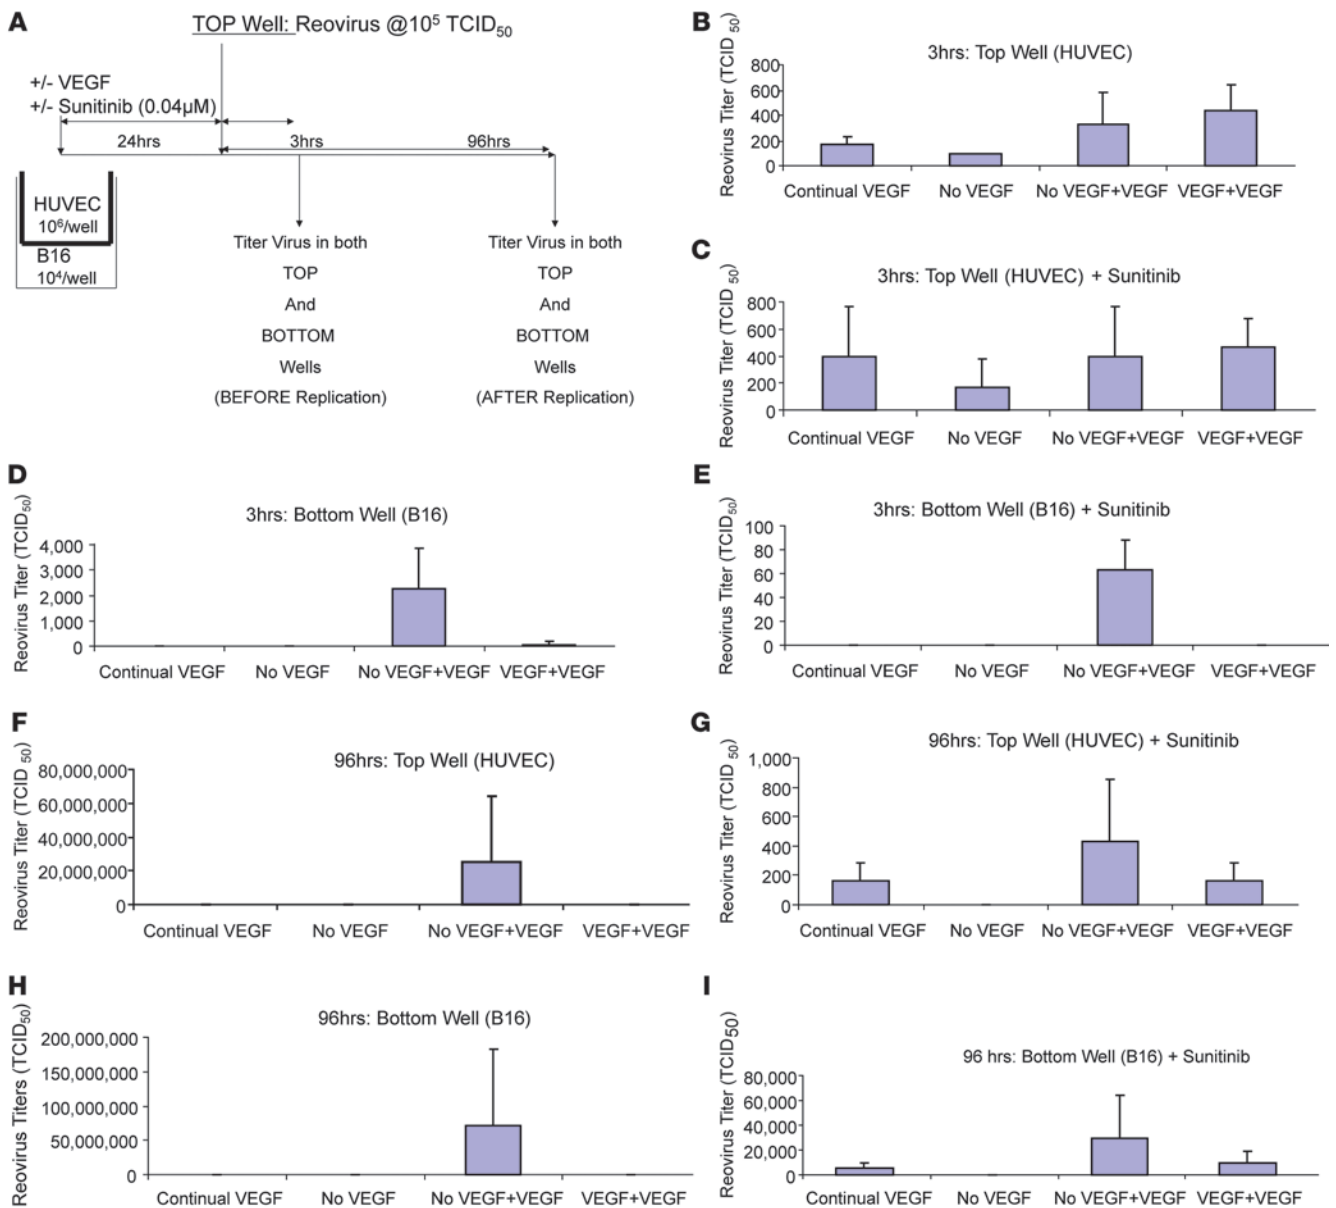 A
TOP Well: Reovirus @10⁵ TCID₅₀
+/- VEGF
+/- Sunitinib (0.04µM)
24hrs
3hrs
96hrs
HUVEC
10⁶/well
B16
10⁴/well
Titer Virus in both
TOP
And
BOTTOM
Wells
(BEFORE Replication)
Titer Virus in both
TOP
And
BOTTOM
Wells
(AFTER Replication)
B
3hrs: Top Well (HUVEC)
Reovirus Titer (TCID ₅₀)
800
600
400
200
0
Continual VEGF No VEGF No VEGF+VEGF VEGF+VEGF
C
3hrs: Top Well (HUVEC) + Sunitinib
Reovirus Titer (TCID ₅₀)
800
600
400
200
0
Continual VEGF No VEGF No VEGF+VEGF VEGF+VEGF
D
3hrs: Bottom Well (B16)
Reovirus Titer (TCID₅₀)
4,000
3,000
2,000
1,000
0
Continual VEGF No VEGF No VEGF+VEGF VEGF+VEGF
E
3hrs: Bottom Well (B16) + Sunitinib
Reovirus Titer (TCID₅₀)
100
80
60
40
20
0
Continual VEGF No VEGF No VEGF+VEGF VEGF+VEGF
F
96hrs: Top Well (HUVEC)
Reovirus Titer (TCID ₅₀)
80,000,000
60,000,000
40,000,000
20,000,000
0
Continual VEGF No VEGF No VEGF+VEGF VEGF+VEGF
G
96hrs: Top Well (HUVEC) + Sunitinib
Reovirus Titer (TCID ₅₀)
1,000
800
600
400
200
0
Continual VEGF No VEGF No VEGF+VEGF VEGF+VEGF
H
96hrs: Bottom Well (B16)
Reovirus Titers (TCID₅₀)
200,000,000
150,000,000
100,000,000
50,000,000
0
Continual VEGF No VEGF No VEGF+VEGF VEGF+VEGF
I
96 hrs: Bottom Well (B16) + Sunitinib
Reovirus Titer (TCID50)
80,000
60,000
40,000
20,000
0
Continual VEGF No VEGF No VEGF+VEGF VEGF+VEGF